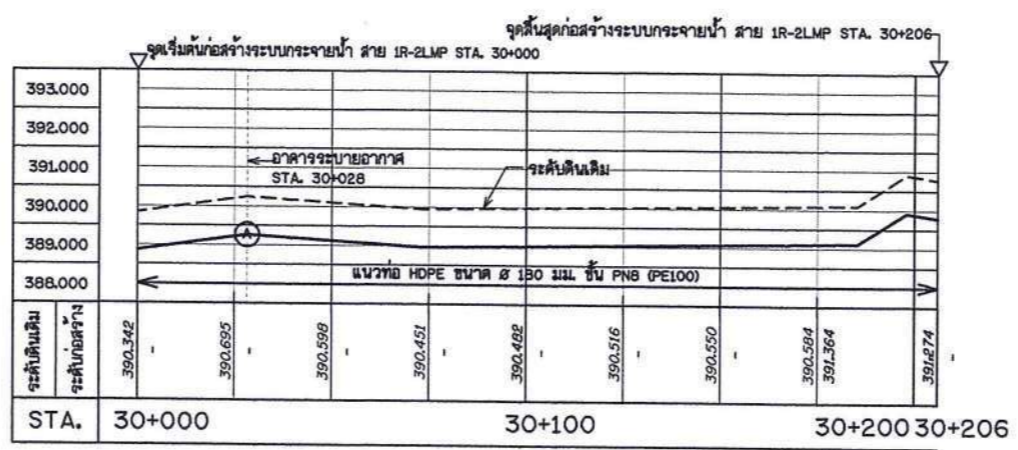 จุดสิ้นสุดก่อสร้างระบบกระจายน้ำ สาย 1R-2LMP STA. 30+206
จุดเริ่มต้นก่อสร้างระบบกระจายน้ำ สาย 1R-2LMP STA. 30+000
393.000
392.000
391.000
390.000
389.000
388.000
อาคารระบายอากาศ
STA. 30+028
ระดับดินเดิม
A
แนวท่อ HDPE ขนาด Ø 180 มม. ชั้น PN8 (PE100)
ระดับดินเดิม
ระดับก่อสร้าง
390.342 -
390.695 -
390.598 -
390.451 -
390.482 -
390.516 -
390.550 -
390.584
391.364
391.274 -
STA. 30+000 30+100 30+200 30+206